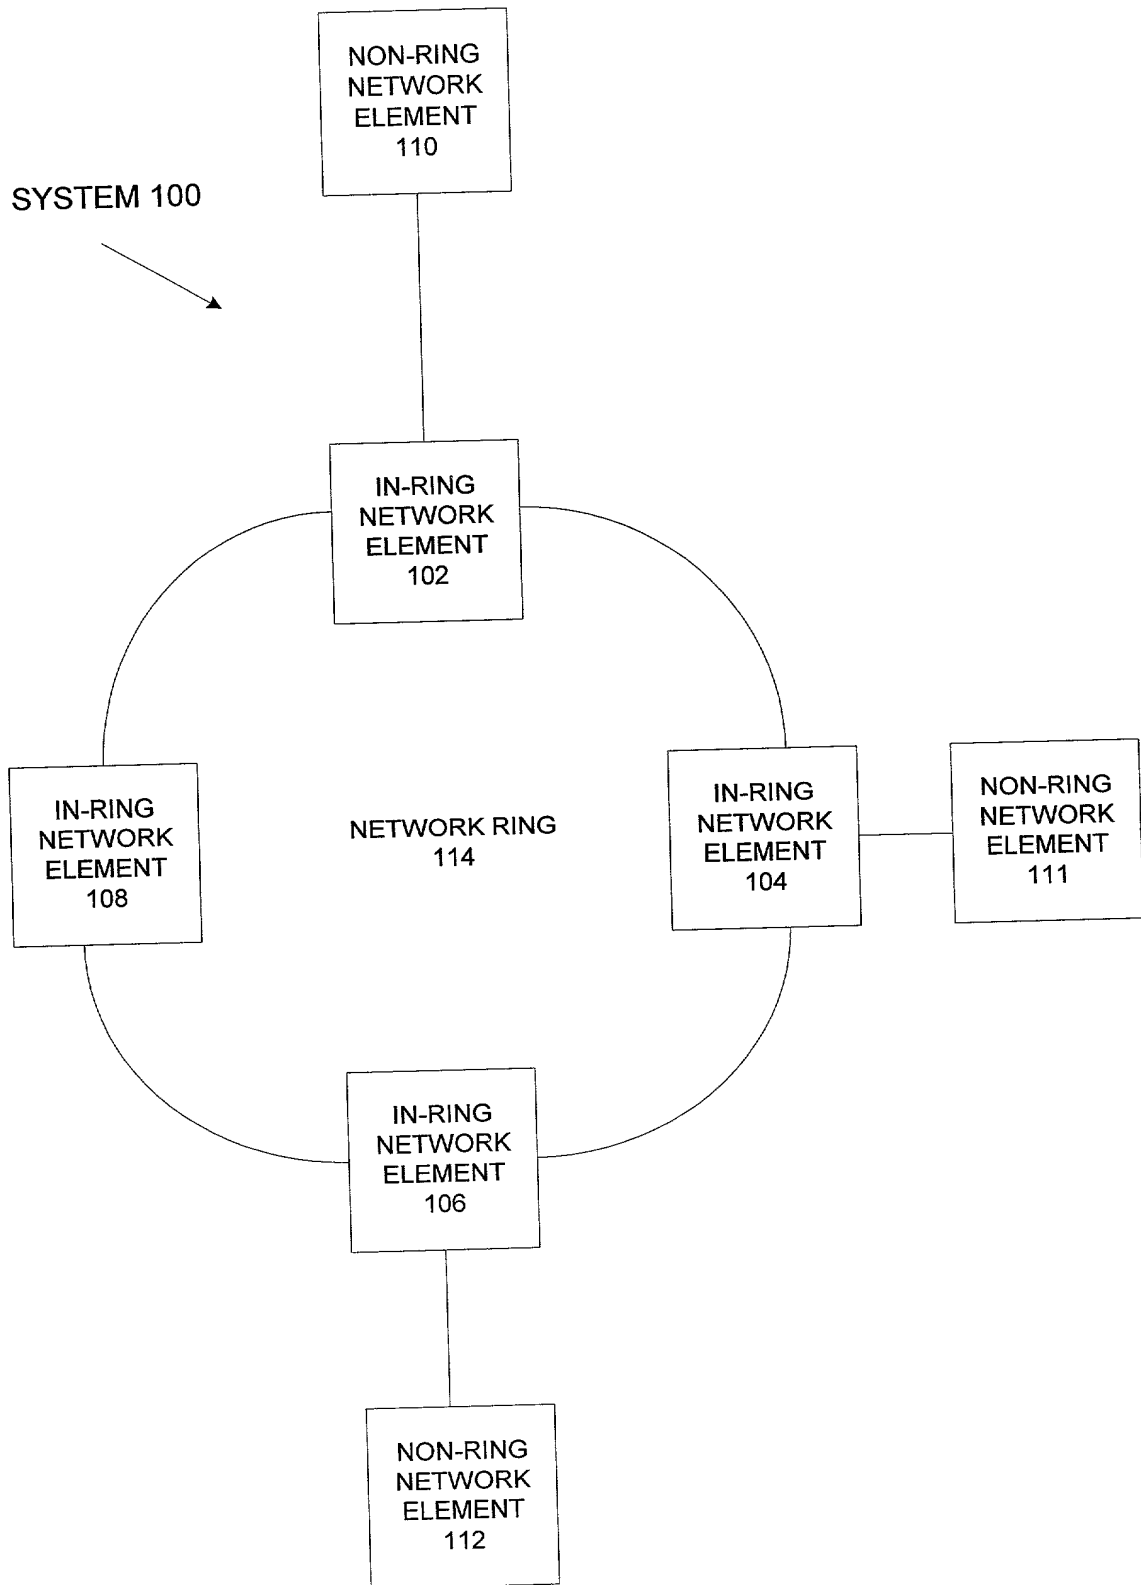 NON-RING
NETWORK
ELEMENT
110
SYSTEM 100
IN-RING
NETWORK
ELEMENT
102
IN-RING
NETWORK
ELEMENT
108
NETWORK RING
114
IN-RING
NETWORK
ELEMENT
104
NON-RING
NETWORK
ELEMENT
111
IN-RING
NETWORK
ELEMENT
106
NON-RING
NETWORK
ELEMENT
112